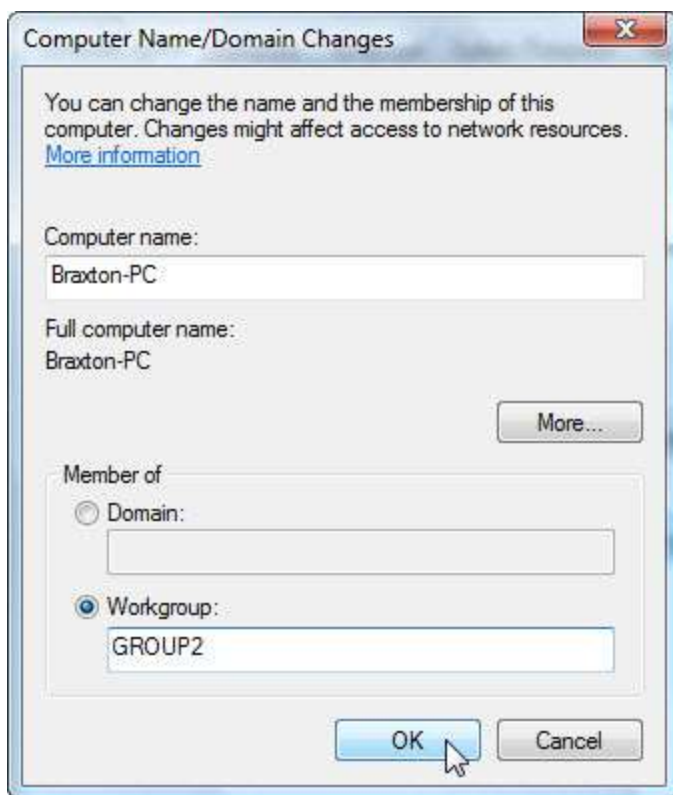 Computer Name/Domain Changes
You can change the name and the membership of this
computer. Changes might affect access to network resources.
More information
Computer name:
Braxton-PC
Full computer name:
Braxton-PC
More...
Member of
Domain:
Workgroup:
GROUP2
OK
Cancel